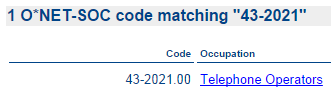 1 O*NET-SOC code matching "43-2021"
Code Occupation
43-2021.00 Telephone Operators